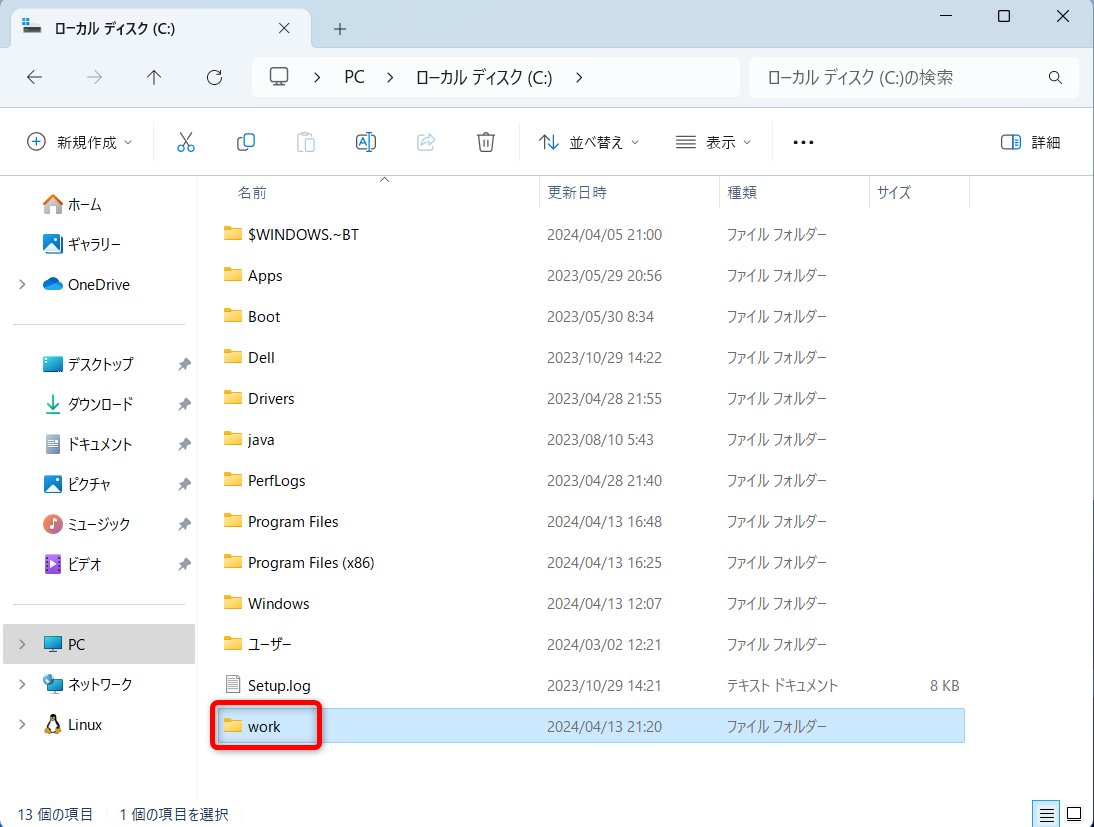 ローカル ディスク (C:)
PC ローカル ディスク (C:) ローカル ディスク (C:)の検索
新規作成 並べ替え 表示 詳細
名前 更新日時 種類 サイズ
ホーム
ギャラリー
OneDrive
デスクトップ
ダウンロード
ドキュメント
ピクチャ
ミュージック
ビデオ
PC
ネットワーク
Linux
$WINDOWS.~BT 2024/04/05 21:00 ファイル フォルダー
Apps 2023/05/29 20:56 ファイル フォルダー
Boot 2023/05/30 8:34 ファイル フォルダー
Dell 2023/10/29 14:22 ファイル フォルダー
Drivers 2023/04/28 21:55 ファイル フォルダー
java 2023/08/10 5:43 ファイル フォルダー
PerfLogs 2023/04/28 21:40 ファイル フォルダー
Program Files 2024/04/13 16:48 ファイル フォルダー
Program Files (x86) 2024/04/13 16:25 ファイル フォルダー
Windows 2024/04/13 12:07 ファイル フォルダー
ユーザー 2024/03/02 12:21 ファイル フォルダー
Setup.log 2023/10/29 14:21 テキスト ドキュメント 8 KB
work 2024/04/13 21:20 ファイル フォルダー
13 個の項目 1 個の項目を選択